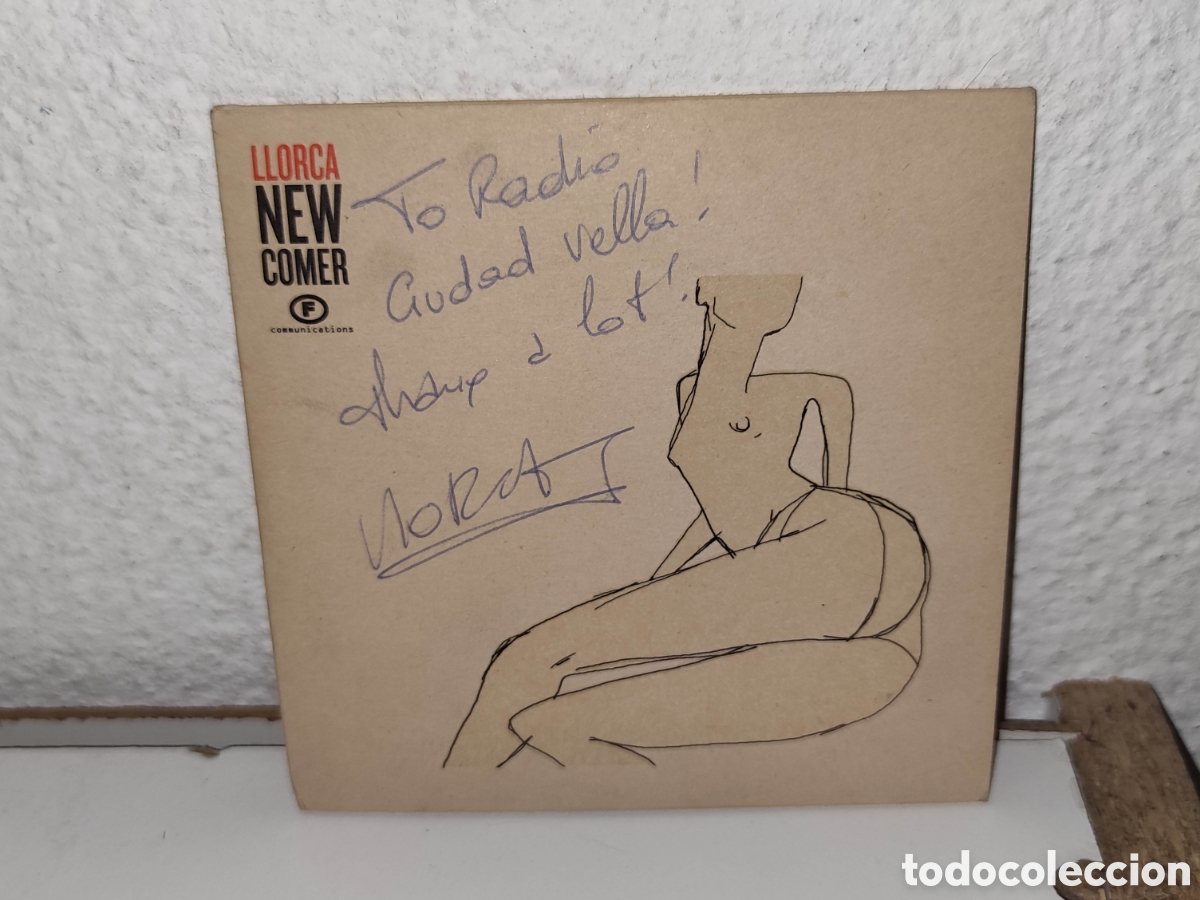 LLORCA
NEW
COMER
F
communications
To Radio
Ciudad vella!
thanx a lot!
LLORCA
todocoleccion